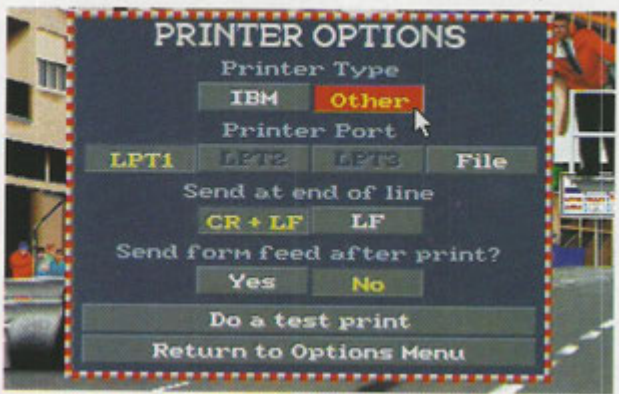 PRINTER OPTIONS
Printer Type
IBM Other
Printer Port
LPT1 LPT2 LPT3 File
Send at end of line
CR + LF LF
Send form feed after print?
Yes No
Do a test print
Return to Options Menu